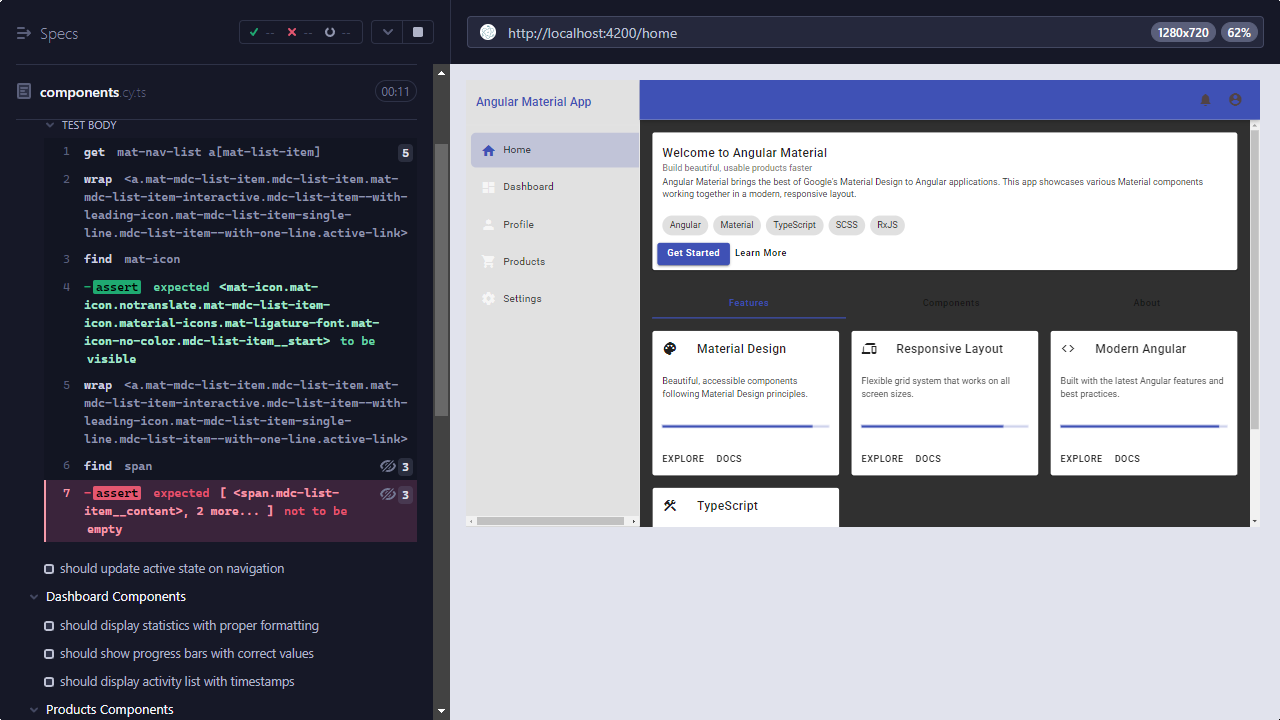 Specs
-- -- --
http://localhost:4200/home
1280x720
62%
components.cy.ts
00:11
TEST BODY
1 get mat-nav-list a[mat-list-item] 5
2 wrap <a.mat-mdc-list-item.mdc-list-item.mat-
mdc-list-item-interactive.mdc-list-item--with-
leading-icon.mat-mdc-list-item-single-
line.mdc-list-item--with-one-line.active-link>
3 find mat-icon
4 -assert expected <mat-icon.mat-
icon.notranslate.mat-mdc-list-item-
icon.material-icons.mat-ligature-font.mat-
icon-no-color.mdc-list-item__start> to be
visible
5 wrap <a.mat-mdc-list-item.mdc-list-item.mat-
mdc-list-item-interactive.mdc-list-item--with-
leading-icon.mat-mdc-list-item-single-
line.mdc-list-item--with-one-line.active-link>
6 find span 3
7 -assert expected [ <span.mdc-list-
item__content>, 2 more... ] not to be
empty
3
should update active state on navigation
Dashboard Components
should display statistics with proper formatting
should show progress bars with correct values
should display activity list with timestamps
Products Components
Angular Material App
Home
Dashboard
Profile
Products
Settings
Welcome to Angular Material
Build beautiful, usable products faster
Angular Material brings the best of Google's Material Design to Angular applications. This app showcases various Material components
working together in a modern, responsive layout.
Angular Material TypeScript SCSS RxJS
Get Started Learn More
Features Components About
Material Design
Beautiful, accessible components
following Material Design principles.
EXPLORE DOCS
Responsive Layout
Flexible grid system that works on all
screen sizes.
EXPLORE DOCS
Modern Angular
Built with the latest Angular features and
best practices.
EXPLORE DOCS
TypeScript